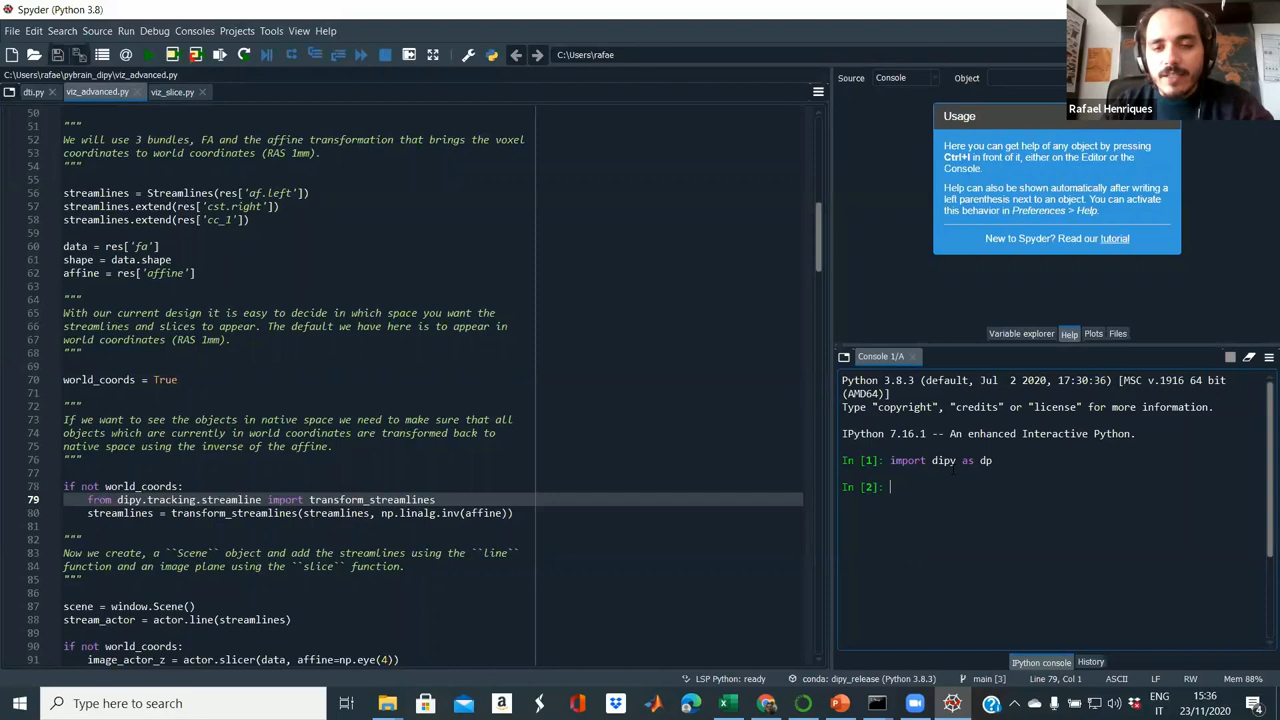 Spyder (Python 3.8)
File Edit Search Source Run Debug Consoles Projects Tools View Help
C:\Users\rafae
C:\Users\rafae\pybrain_dipy\viz_advanced.py
dti.py viz_advanced.py viz_slice.py
50
51 """
52 We will use 3 bundles, FA and the affine transformation that brings the voxel
53 coordinates to world coordinates (RAS 1mm).
54 """
55
56 streamlines = Streamlines(res['af.left'])
57 streamlines.extend(res['cst.right'])
58 streamlines.extend(res['cc_1'])
59
60 data = res['fa']
61 shape = data.shape
62 affine = res['affine']
63
64 """
65 With our current design it is easy to decide in which space you want the
66 streamlines and slices to appear. The default we have here is to appear in
67 world coordinates (RAS 1mm).
68 """
69
70 world_coords = True
71
72 """
73 If we want to see the objects in native space we need to make sure that all
74 objects which are currently in world coordinates are transformed back to
75 native space using the inverse of the affine.
76 """
77
78 if not world_coords:
79 from dipy.tracking.streamline import transform_streamlines
80 streamlines = transform_streamlines(streamlines, np.linalg.inv(affine))
81
82 """
83 Now we create, a ``Scene`` object and add the streamlines using the ``line``
84 function and an image plane using the ``slice`` function.
85 """
86
87 scene = window.Scene()
88 stream_actor = actor.line(streamlines)
89
90 if not world_coords:
91 image_actor_z = actor.slicer(data, affine=np.eye(4))
Source Console Object
Rafael Henriques
Usage
Here you can get help of any object by pressing
Ctrl+I in front of it, either on the Editor or the
Console.
Help can also be shown automatically after writing a
left parenthesis next to an object. You can activate
this behavior in Preferences > Help.
New to Spyder? Read our tutorial
Variable explorer Help Plots Files
Console 1/A
Python 3.8.3 (default, Jul 2 2020, 17:30:36) [MSC v.1916 64 bit
(AMD64)]
Type "copyright", "credits" or "license" for more information.
IPython 7.16.1 -- An enhanced Interactive Python.
In [1]: import dipy as dp
In [2]:
IPython console History
LSP Python: ready conda: dipy_release (Python 3.8.3) main [3] Line 79, Col 1 ASCII LF RW Mem 88%
Type here to search
ENG
IT
15:36
23/11/2020
4